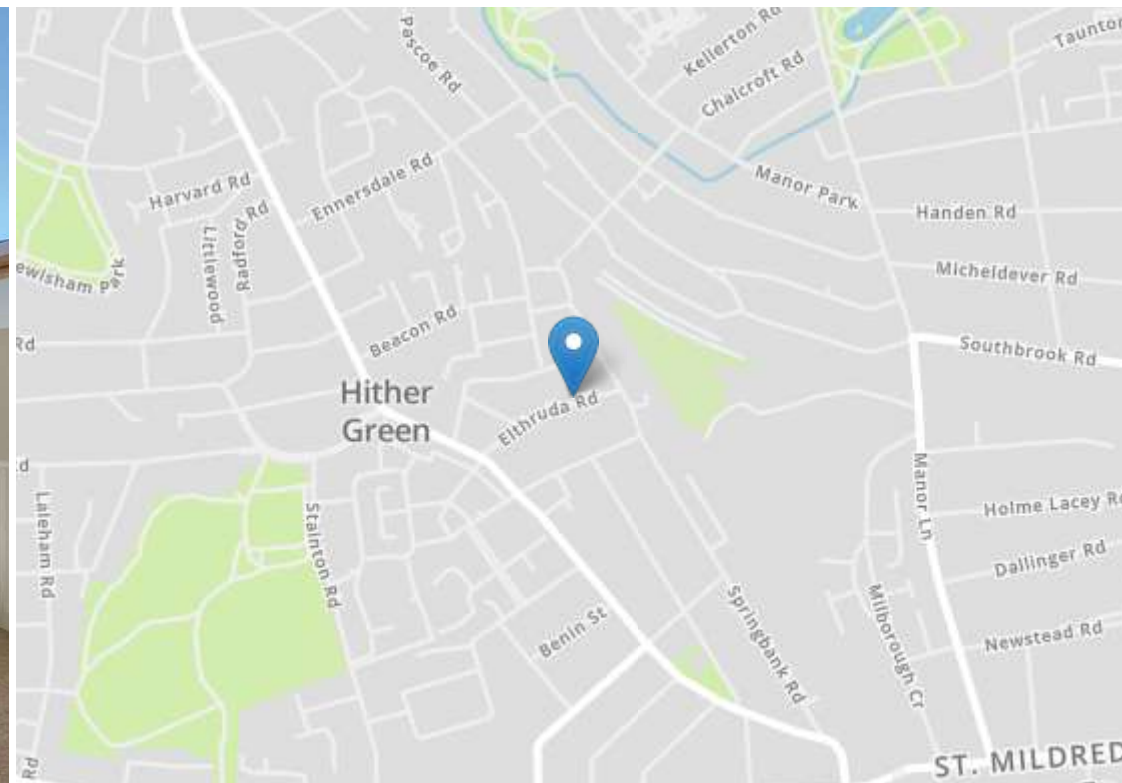 Pascoe Rd
Kellerton Rd
Chalcroft Rd
Taunton
Harvard Rd
Ennersdale Rd
Manor Park
Handen Rd
Radford Rd
Littlewood
ewisham Park
Micheldever Rd
Beacon Rd
Rd
Southbrook Rd
Hither
Green
Elthruda Rd
Manor Ln
Laleham Rd
Stainton Rd
Holme Lacey Rd
Dallinger Rd
Milborough Cr
Springbank Rd
Benin St
Newstead Rd
Rd
ST. MILDRED